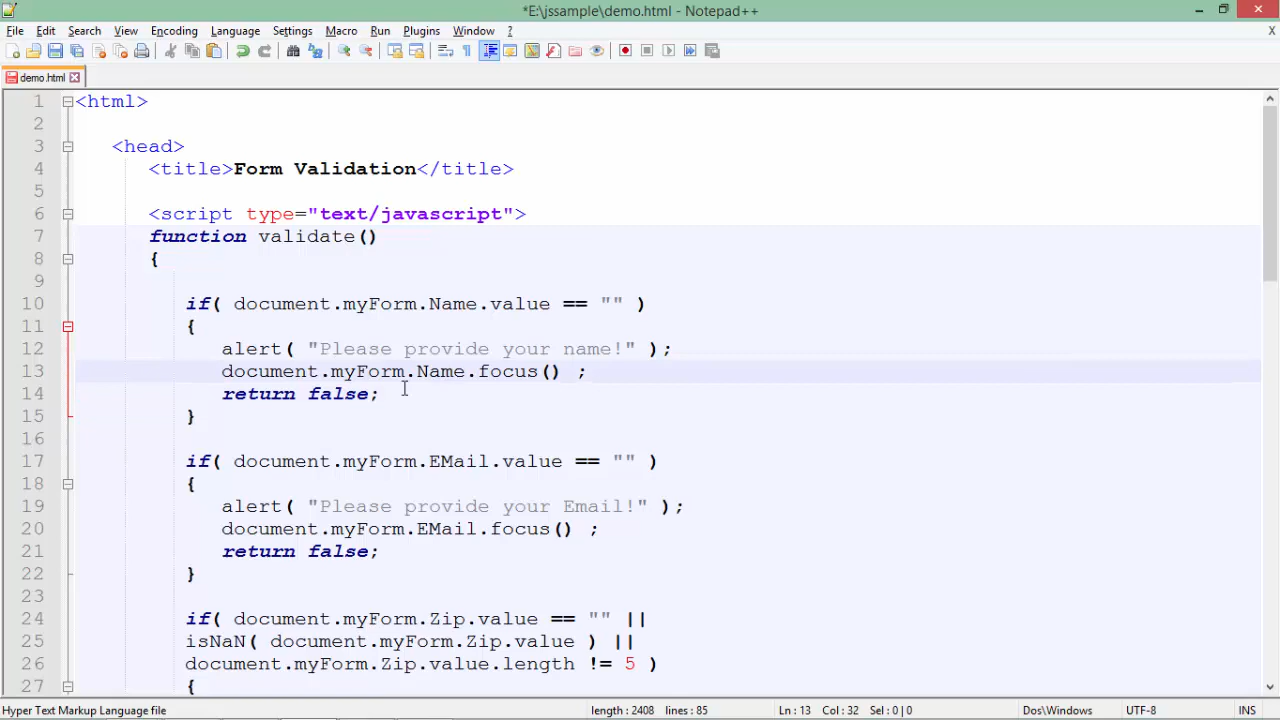 *E:\jssample\demo.html - Notepad++
File Edit Search View Encoding Language Settings Macro Run Plugins Window ? X
demo.html
1 <html>
2
3 <head>
4 <title>Form Validation</title>
5
6 <script type="text/javascript">
7 function validate()
8 {
9
10 if( document.myForm.Name.value == "" )
11 {
12 alert( "Please provide your name!" );
13 document.myForm.Name.focus() ;
14 return false;
15 }
16
17 if( document.myForm.EMail.value == "" )
18 {
19 alert( "Please provide your Email!" );
20 document.myForm.EMail.focus() ;
21 return false;
22 }
23
24 if( document.myForm.Zip.value == "" ||
25 isNaN( document.myForm.Zip.value ) ||
26 document.myForm.Zip.value.length != 5 )
27 {
Hyper Text Markup Language file length : 2408 lines : 85 Ln : 13 Col : 32 Sel : 0 | 0 Dos\Windows UTF-8 INS